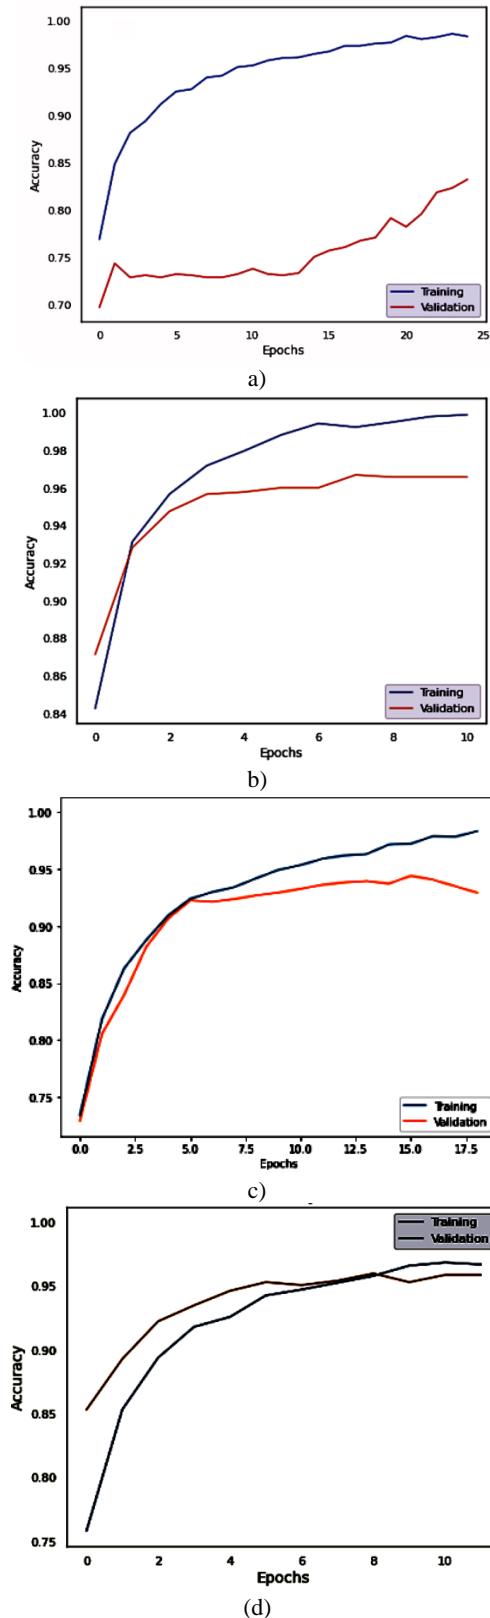 1.00
0.95
0.90
0.85
0.80
0.75
0.70
Accuracy
Training
Validation
0 5 10 15 20 25
Epochs
a)
1.00
0.98
0.96
0.94
0.92
0.90
0.88
0.86
0.84
Accuracy
Training
Validation
0 2 4 6 8 10
Epochs
b)
1.00
0.95
0.90
0.85
0.80
0.75
Accuracy
Training
Validation
0.0 2.5 5.0 7.5 10.0 12.5 15.0 17.5
Epochs
c)
Training
Validation
1.00
0.95
0.90
0.85
0.80
0.75
Accuracy
0 2 4 6 8 10
Epochs
(d)